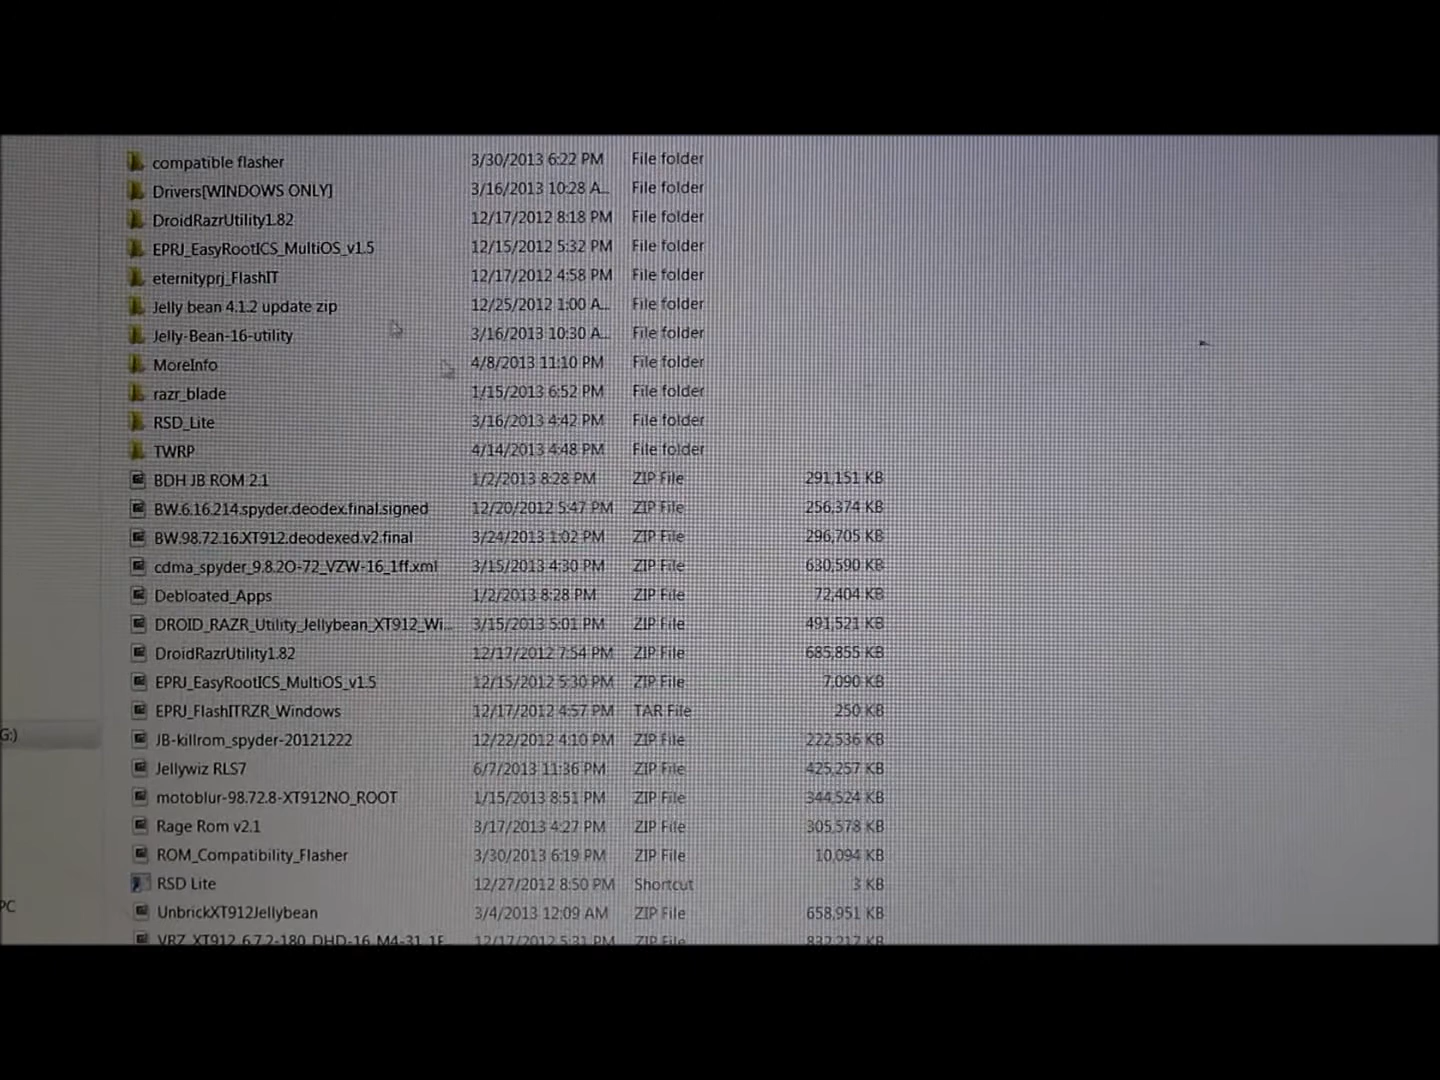 compatible flasher 3/30/2013 6:22 PM File folder
Drivers[WINDOWS ONLY] 3/16/2013 10:28 A... File folder
DroidRazrUtility1.82 12/17/2012 8:18 PM File folder
EPRJ_EasyRootICS_MultiOS_v1.5 12/15/2012 5:32 PM File folder
eternityprj_FlashIT 12/17/2012 4:58 PM File folder
Jelly bean 4.1.2 update zip 12/25/2012 1:00 A... File folder
Jelly-Bean-16-utility 3/16/2013 10:30 A... File folder
MoreInfo 4/8/2013 11:10 PM File folder
razr_blade 1/15/2013 6:52 PM File folder
RSD_Lite 3/16/2013 4:42 PM File folder
TWRP 4/14/2013 4:48 PM File folder
BDH JB ROM 2.1 1/2/2013 8:28 PM ZIP File 291,151 KB
BW.6.16.214.spyder.deodex.final.signed 12/20/2012 5:47 PM ZIP File 256,374 KB
BW.98.72.16.XT912.deodexed.v2.final 3/24/2013 1:02 PM ZIP File 296,705 KB
cdma_spyder_9.8.2O-72_VZW-16_1ff.xml 3/15/2013 4:30 PM ZIP File 630,590 KB
Debloated_Apps 1/2/2013 8:28 PM ZIP File 72,404 KB
DROID_RAZR_Utility_Jellybean_XT912_Wi... 3/15/2013 5:01 PM ZIP File 491,521 KB
DroidRazrUtility1.82 12/17/2012 7:54 PM ZIP File 685,855 KB
EPRJ_EasyRootICS_MultiOS_v1.5 12/15/2012 5:30 PM ZIP File 7,090 KB
EPRJ_FlashITRZR_Windows 12/17/2012 4:57 PM TAR File 250 KB
G:)
JB-killrom_spyder-20121222 12/22/2012 4:10 PM ZIP File 222,536 KB
Jellywiz RLS7 6/7/2013 11:36 PM ZIP File 425,257 KB
motoblur-98.72.8-XT912NO_ROOT 1/15/2013 8:51 PM ZIP File 344,524 KB
Rage Rom v2.1 3/17/2013 4:27 PM ZIP File 305,578 KB
ROM_Compatibility_Flasher 3/30/2013 6:19 PM ZIP File 10,094 KB
RSD Lite 12/27/2012 8:50 PM Shortcut 3 KB
PC
UnbrickXT912Jellybean 3/4/2013 12:09 AM ZIP File 658,951 KB
VRZ_XT912_6.7.2-180_DHD-16_M4-31_1F 12/17/2012 5:31 PM ZIP File 832,217 KB